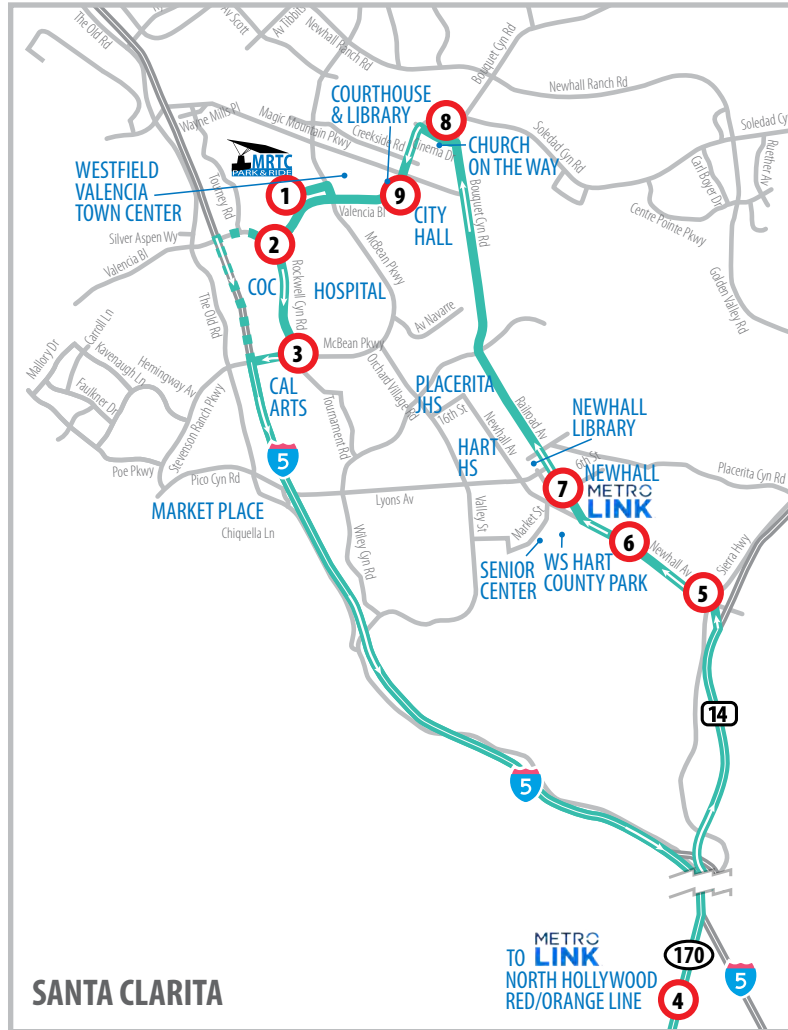 The Old Rd
Av Scott
Av Tibbits
Newhall Ranch Rd
Bouquet Cyn Rd
Newhall Ranch Rd
Wayne Mills Pl
Magic Mountain Pkwy
COURTHOUSE
& LIBRARY
8
Creekside Rd
Cinema Dr
CHURCH
ON THE WAY
Soledad Cyn Rd
Soledad Cy
Ruether Av
Carl Boyer Dr
Centre Pointe Pkwy
Golden Valley Rd
MRTC
PARK & RIDE
WESTFIELD
VALENCIA
TOWN CENTER
Tourney Rd
1
9
Valencia Bl
CITY
HALL
Bouquet Cyn Rd
Silver Aspen Wy
Valencia Bl
2
McBean Pkwy
COC
Rockwell Cyn Rd
HOSPITAL
The Old Rd
Av Navarre
3
McBean Pkwy
Mallory Dr
Carroll Ln
Kavenaugh Ln
Hemingway Av
Faulkner Dr
Stevenson Ranch Pkwy
CAL
ARTS
Tournament Rd
Orchard Village Rd
PLACERITA
JHS
16th St
Newhall Av
Railroad Av
NEWHALL
LIBRARY
HART
HS
6th St
5
Poe Pkwy
Pico Cyn Rd
Lyons Av
7
NEWHALL
METRO
LINK
Placerita Cyn Rd
MARKET PLACE
Chiquella Ln
Wiley Cyn Rd
Valley St
Market St
6
SENIOR
CENTER
WS HART
COUNTY PARK
Newhall Av
Sierra Hwy
5
14
5
TO METRO
LINK
NORTH HOLLYWOOD
RED/ORANGE LINE
170
5
4
SANTA CLARITA